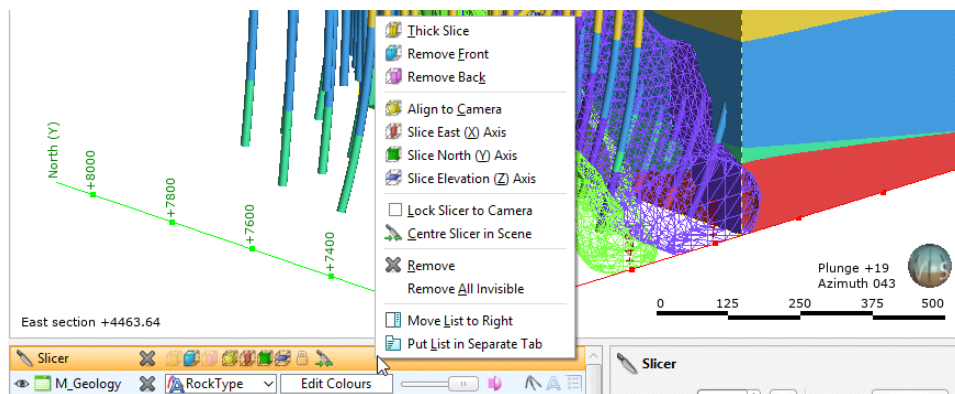 Thick Slice
Remove Front
Remove Back
Align to Camera
Slice East (X) Axis
Slice North (Y) Axis
Slice Elevation (Z) Axis
Lock Slicer to Camera
Centre Slicer in Scene
Remove
Remove All Invisible
Move List to Right
Put List in Separate Tab
North (Y)
+8000
+7800
+7600
+7400
Plunge +19
Azimuth 043
0 125 250 375 500
East section +4463.64
Slicer
M_Geology RockType Edit Colours
Slicer